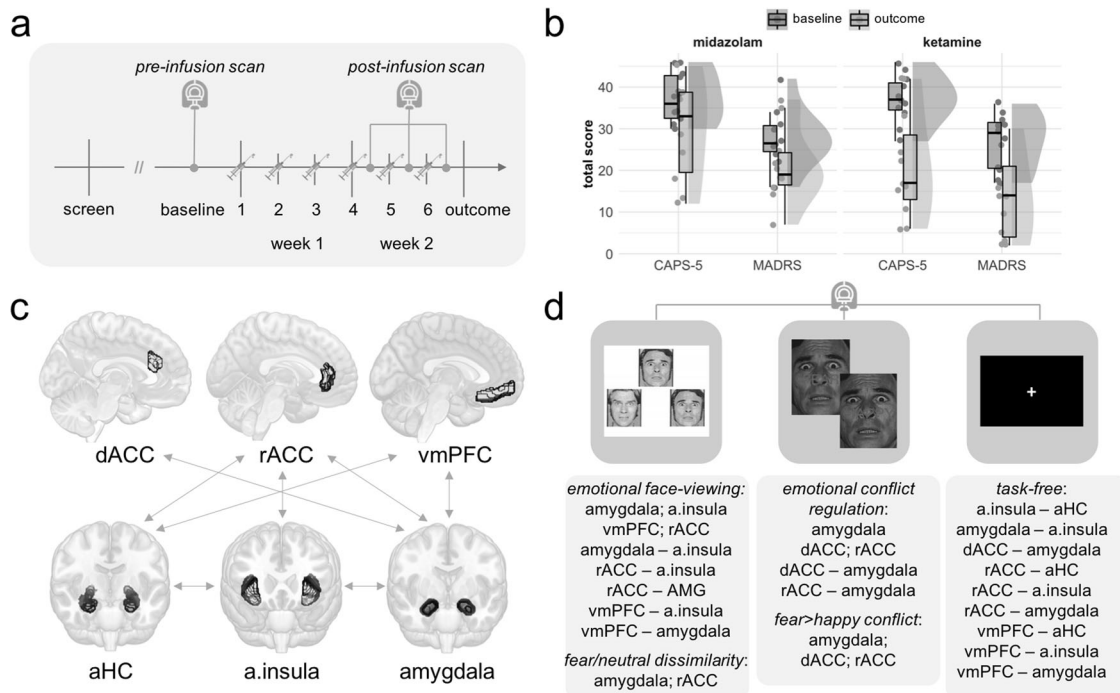 a
pre-infusion scan
post-infusion scan
//
screen
baseline
1
2
3
4
5
6
outcome
week 1
week 2
b
baseline
outcome
midazolam
ketamine
total score
40
30
20
10
0
CAPS-5
MADRS
CAPS-5
MADRS
c
dACC
rACC
vmPFC
aHC
a.insula
amygdala
d
emotional face-viewing:
amygdala; a.insula
vmPFC; rACC
amygdala – a.insula
rACC – a.insula
rACC – AMG
vmPFC – a.insula
vmPFC – amygdala
fear/neutral dissimilarity:
amygdala; rACC
emotional conflict
regulation:
amygdala
dACC; rACC
dACC – amygdala
rACC – amygdala
fear>happy conflict:
amygdala;
dACC; rACC
task-free:
a.insula – aHC
amygdala – a.insula
dACC – amygdala
rACC – aHC
rACC – a.insula
rACC – amygdala
vmPFC – aHC
vmPFC – a.insula
vmPFC – amygdala